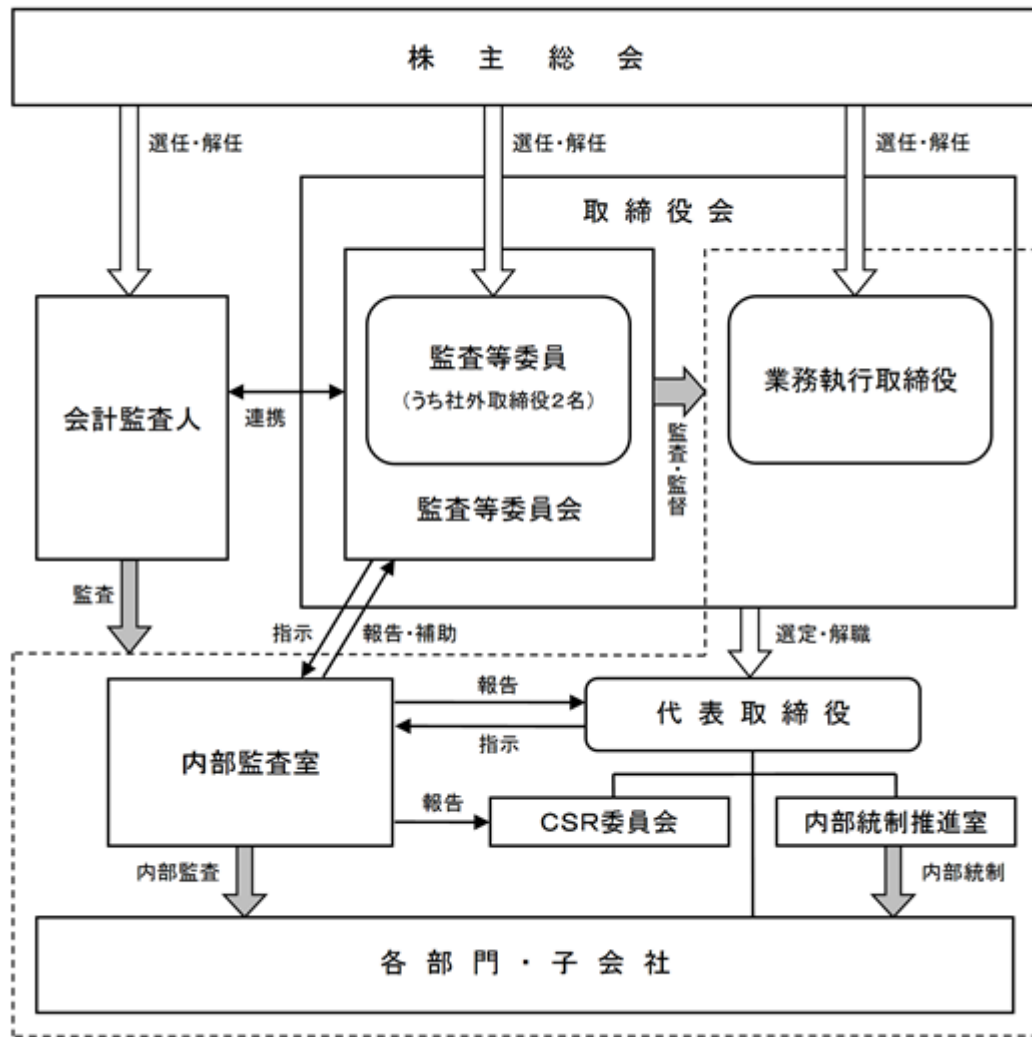 株主総会
選任・解任
選任・解任
選任・解任
取締役会
監査等委員
(うち社外取締役2名)
業務執行取締役
会計監査人
連携
監査・監督
監査等委員会
監査
指示
報告・補助
選定・解職
報告
代表取締役
指示
内部監査室
報告
CSR委員会
内部統制推進室
内部監査
内部統制
各部門・子会社